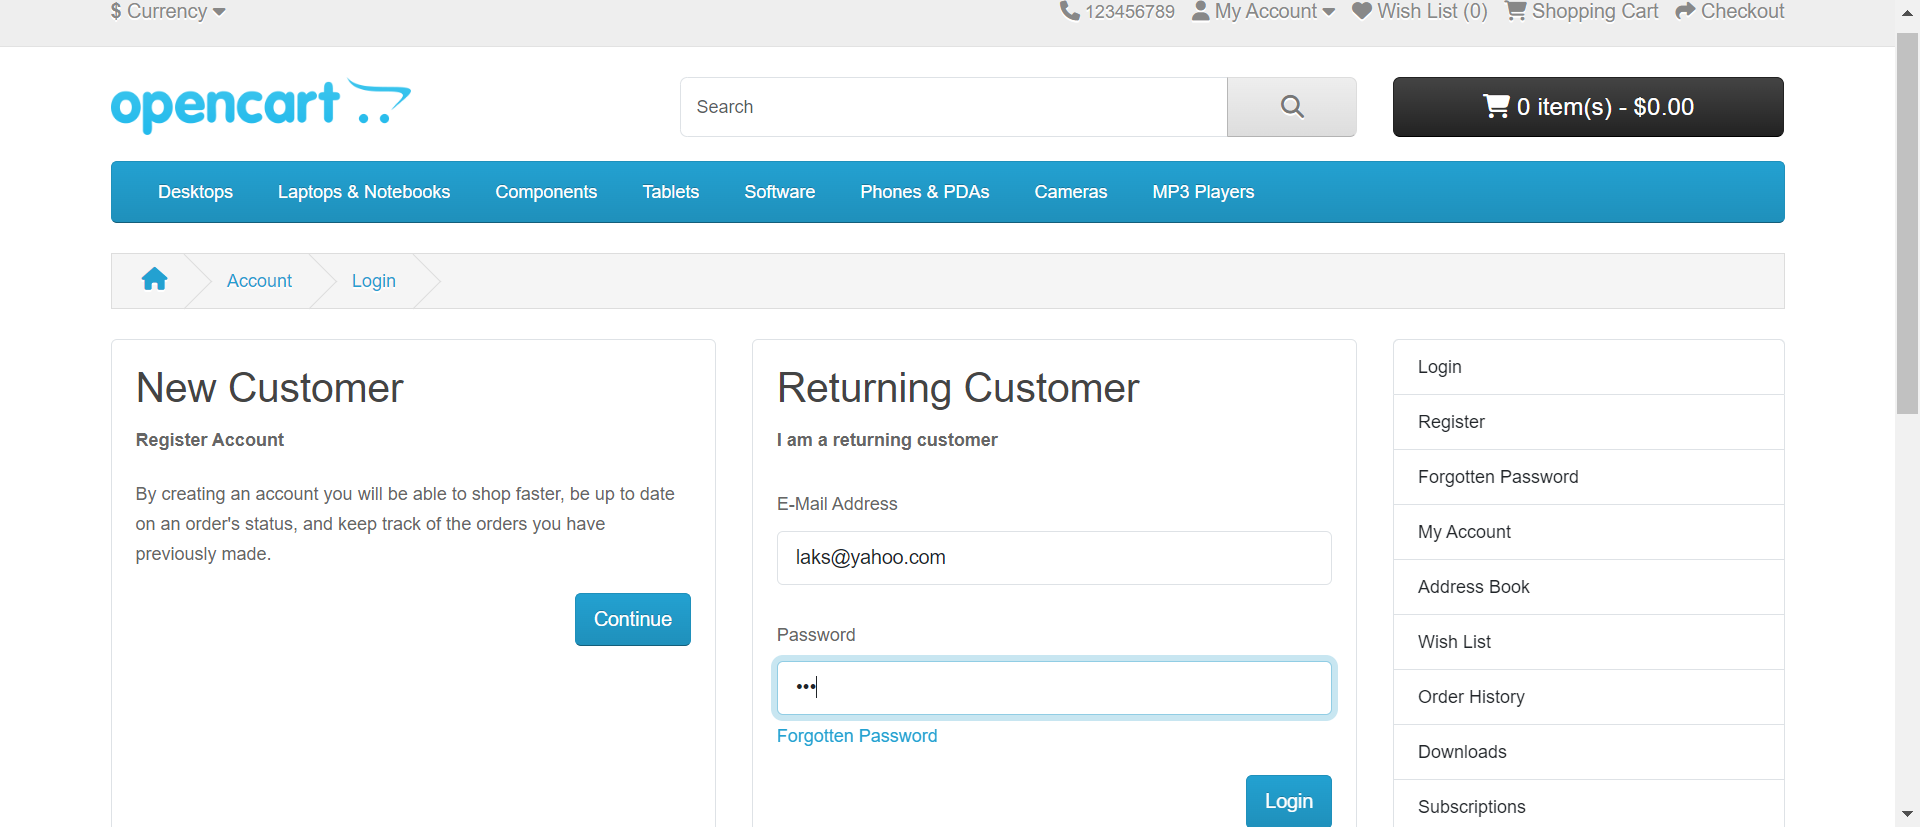 $ Currency
123456789 My Account Wish List (0) Shopping Cart Checkout
opencart
Search
0 item(s) - $0.00
Desktops Laptops & Notebooks Components Tablets Software Phones & PDAs Cameras MP3 Players
Account Login
New Customer
Register Account
By creating an account you will be able to shop faster, be up to date
on an order's status, and keep track of the orders you have
previously made.
Continue
Returning Customer
I am a returning customer
E-Mail Address
laks@yahoo.com
Password
•••
Forgotten Password
Login
Login
Register
Forgotten Password
My Account
Address Book
Wish List
Order History
Downloads
Subscriptions